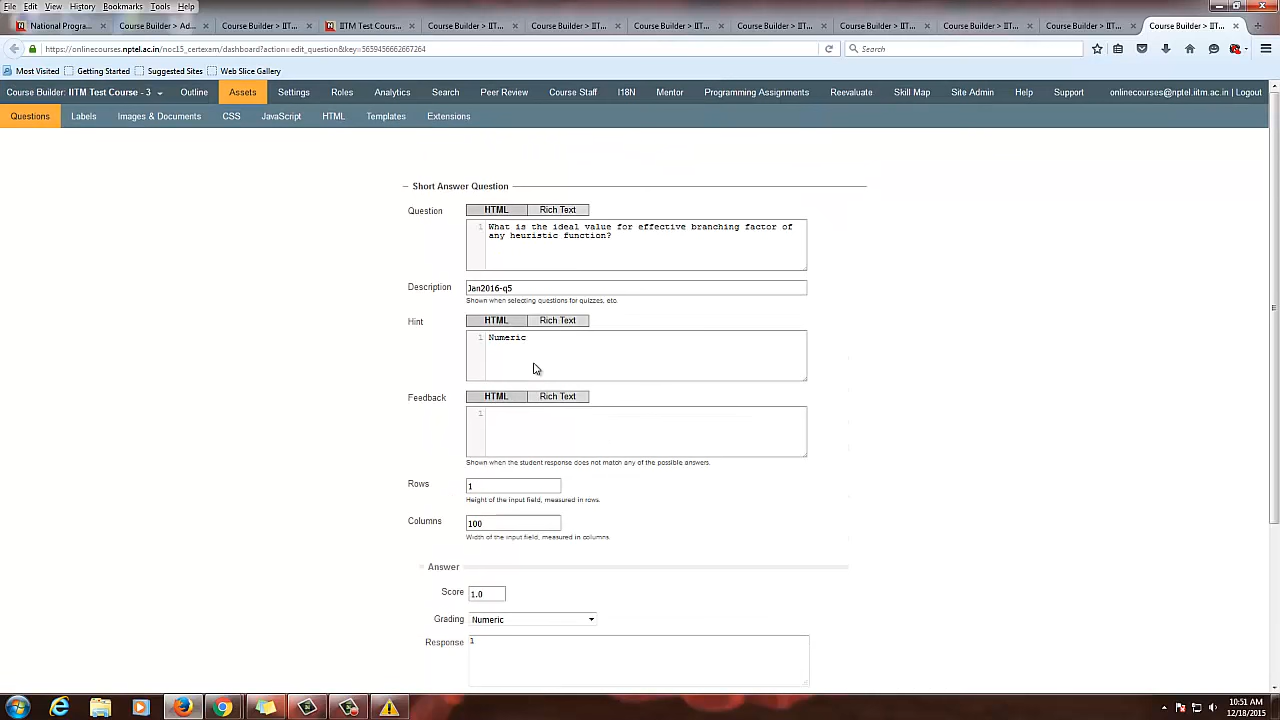 File Edit View History Bookmarks Tools Help
National Progra... Course Builder > Ad... Course Builder > IIT... IITM Test Cours... Course Builder > IIT... Course Builder > IIT... Course Builder > IIT... Course Builder > IIT... Course Builder > IIT... Course Builder > IIT... Course Builder > IIT... Course Builder > IIT...
https://onlinecourses.nptel.ac.in/noc15_certexam/dashboard?action=edit_question&key=5659456662667264 Search
Most Visited Getting Started Suggested Sites Web Slice Gallery
Course Builder: IITM Test Course - 3 Outline Assets Settings Roles Analytics Search Peer Review Course Staff I18N Mentor Programming Assignments Reevaluate Skill Map Site Admin Help Support onlinecourses@nptel.iitm.ac.in | Logout
Questions Labels Images & Documents CSS JavaScript HTML Templates Extensions
Short Answer Question
Question HTML Rich Text
1 What is the ideal value for effective branching factor of
any heuristic function?
Description Jan2016-q5
Shown when selecting questions for quizzes, etc.
Hint HTML Rich Text
1 Numeric
Feedback HTML Rich Text
1
Shown when the student response does not match any of the possible answers.
Rows 1
Height of the input field, measured in rows.
Columns 100
Width of the input field, measured in columns.
Answer
Score 1.0
Grading Numeric
Response 1
10:51 AM
12/18/2015